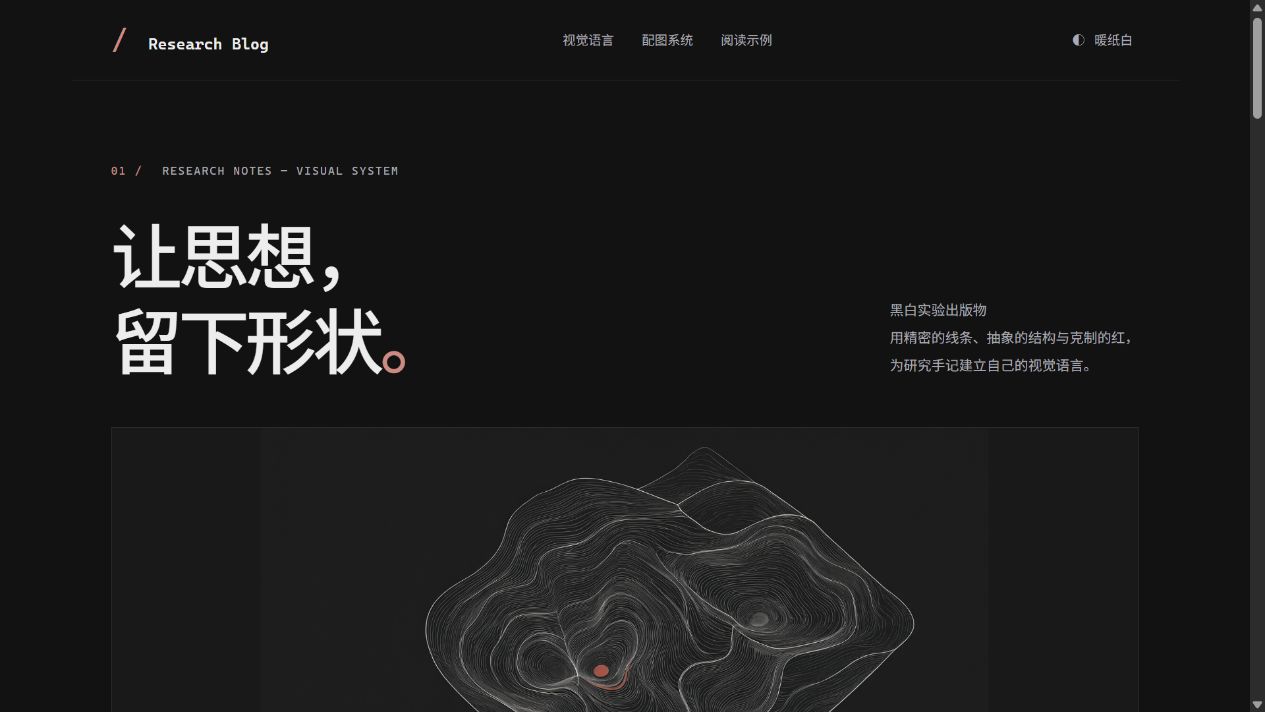 / Research Blog
视觉语言 配图系统 阅读示例
暖纸白
01 / RESEARCH NOTES — VISUAL SYSTEM
让思想，
留下形状。
黑白实验出版物
用精密的线条、抽象的结构与克制的红，
为研究手记建立自己的视觉语言。